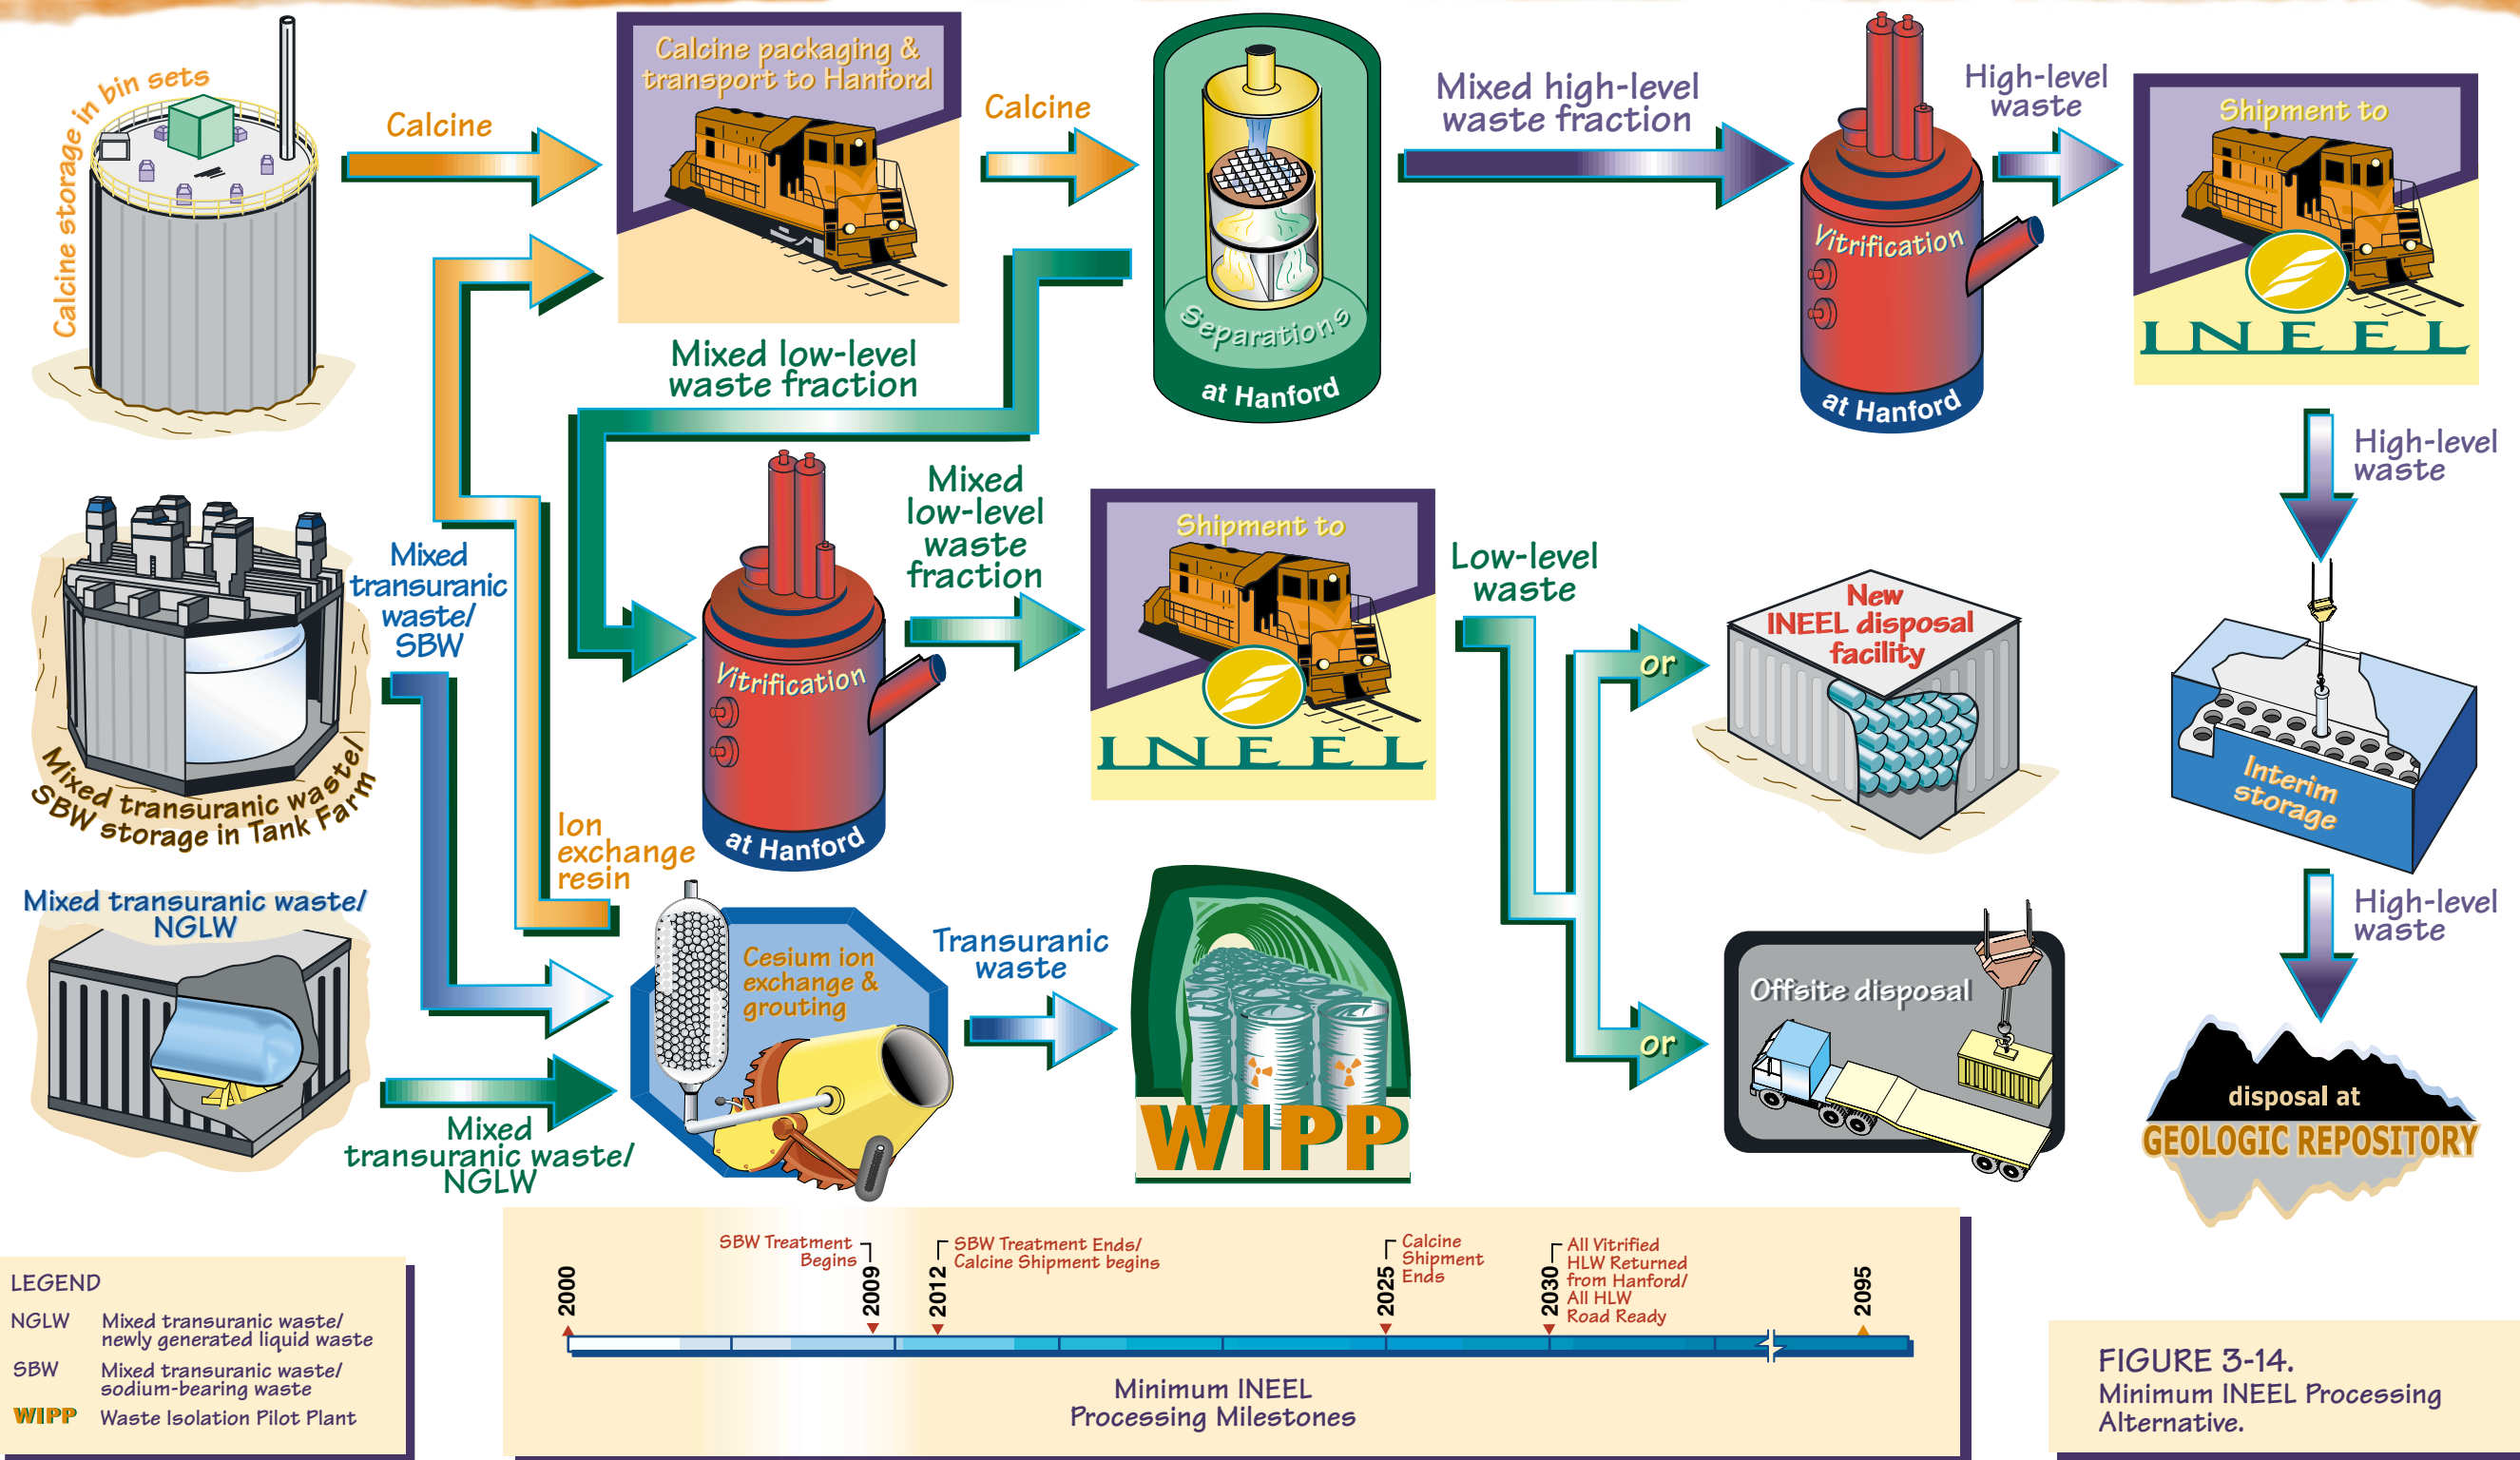 Calcine storage in bin sets
Calcine
Calcine packaging &
transport to Hanford
Calcine
Separations
at Hanford
Mixed high-level
waste fraction
Vitrification
at Hanford
High-level
waste
Shipment to
INEEL
High-level
waste
Mixed low-level
waste fraction
Vitrification
at Hanford
Mixed
low-level
waste
fraction
Shipment to
INEEL
Low-level
waste
or
New
INEEL disposal
facility
or
Offsite disposal
Interim
storage
High-level
waste
disposal at
GEOLOGIC REPOSITORY
Mixed transuranic waste/
SBW storage in Tank Farm
Mixed
transuranic
waste/
SBW
Ion
exchange
resin
Mixed transuranic waste/
NGLW
Mixed
transuranic waste/
NGLW
Cesium ion
exchange &
grouting
Transuranic
waste
WIPP
LEGEND
NGLW Mixed transuranic waste/
newly generated liquid waste
SBW Mixed transuranic waste/
sodium-bearing waste
WIPP Waste Isolation Pilot Plant
2000
SBW Treatment
Begins
2009
2012
SBW Treatment Ends/
Calcine Shipment begins
2025
Calcine
Shipment
Ends
2030
All Vitrified
HLW Returned
from Hanford/
All HLW
Road Ready
2095
Minimum INEEL
Processing Milestones
FIGURE 3-14.
Minimum INEEL Processing
Alternative.